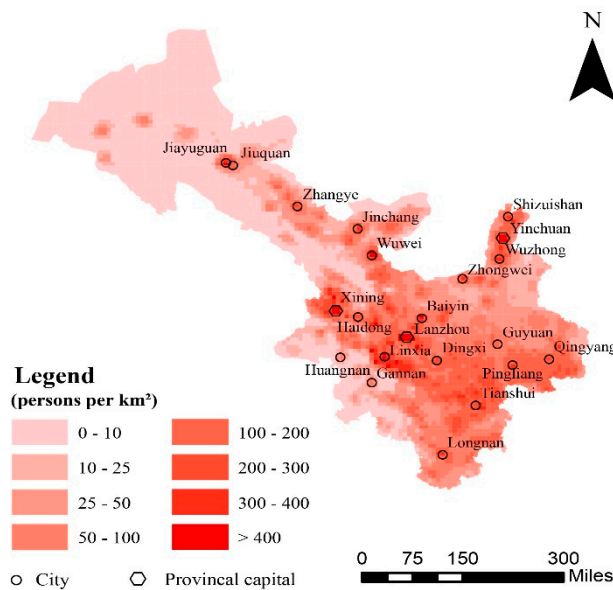 N
Jiayuguan
Jiuquan
Zhangye
Jinchang
Wuwei
Shizuishan
Yinchuan
Wuzhong
Zhongwei
Xining
Haidong
Baiyin
Lanzhou
Linxia
Dingxi
Guyuan
Qingyang
Huangnan
Gannan
Pingliang
Tianshui
Longnan
Legend
(persons per km²)
0 - 10
10 - 25
25 - 50
50 - 100
100 - 200
200 - 300
300 - 400
> 400
City
Provincal capital
0 75 150 300
Miles